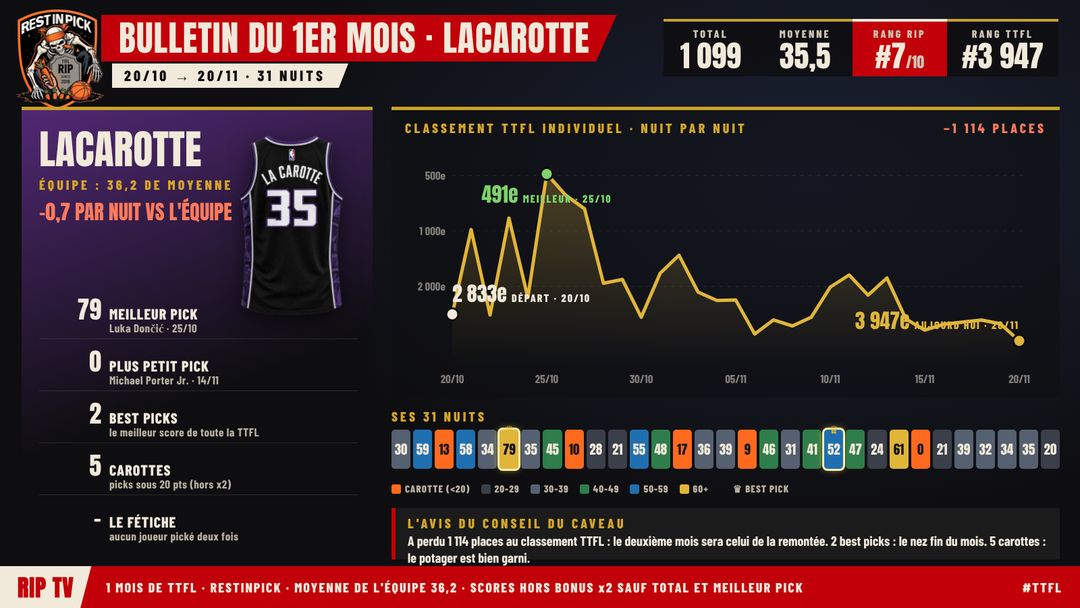 RESTINPICK
TTFL
RIP
BULLETIN DU 1ER MOIS · LACAROTTE
20/10 → 20/11 · 31 NUITS
TOTAL
1 099
MOYENNE
35,5
RANG RIP
#7/10
RANG TTFL
#3 947
LACAROTTE
ÉQUIPE : 36,2 DE MOYENNE
-0,7 PAR NUIT VS L'ÉQUIPE
LA CAROTTE
35
79 MEILLEUR PICK
Luka Dončić · 25/10
0 PLUS PETIT PICK
Michael Porter Jr. · 14/11
2 BEST PICKS
le meilleur score de toute la TTFL
5 CAROTTES
picks sous 20 pts (hors x2)
- LE FÉTICHE
aucun joueur pické deux fois
CLASSEMENT TTFL INDIVIDUEL · NUIT PAR NUIT
−1 114 PLACES
500e
1 000e
2 000e
491e MEILLEUR · 25/10
2 833e DÉPART · 20/10
3 947e AUJOURD'HUI · 20/11
20/10 25/10 30/10 05/11 10/11 15/11 20/11
SES 31 NUITS
30 59 13 58 34 79 35 45 10 28 21 55 48 17 36 39 9 46 31 41 52 47 24 61 0 21 39 32 34 35 20
CAROTTE (<20) 20-29 30-39 40-49 50-59 60+ ♛ BEST PICK
L'AVIS DU CONSEIL DU CAVEAU
A perdu 1 114 places au classement TTFL : le deuxième mois sera celui de la remontée. 2 best picks : le nez fin du mois. 5 carottes :
le potager est bien garni.
RIP TV
1 MOIS DE TTFL · RESTINPICK · MOYENNE DE L'ÉQUIPE 36,2 · SCORES HORS BONUS x2 SAUF TOTAL ET MEILLEUR PICK
#TTFL